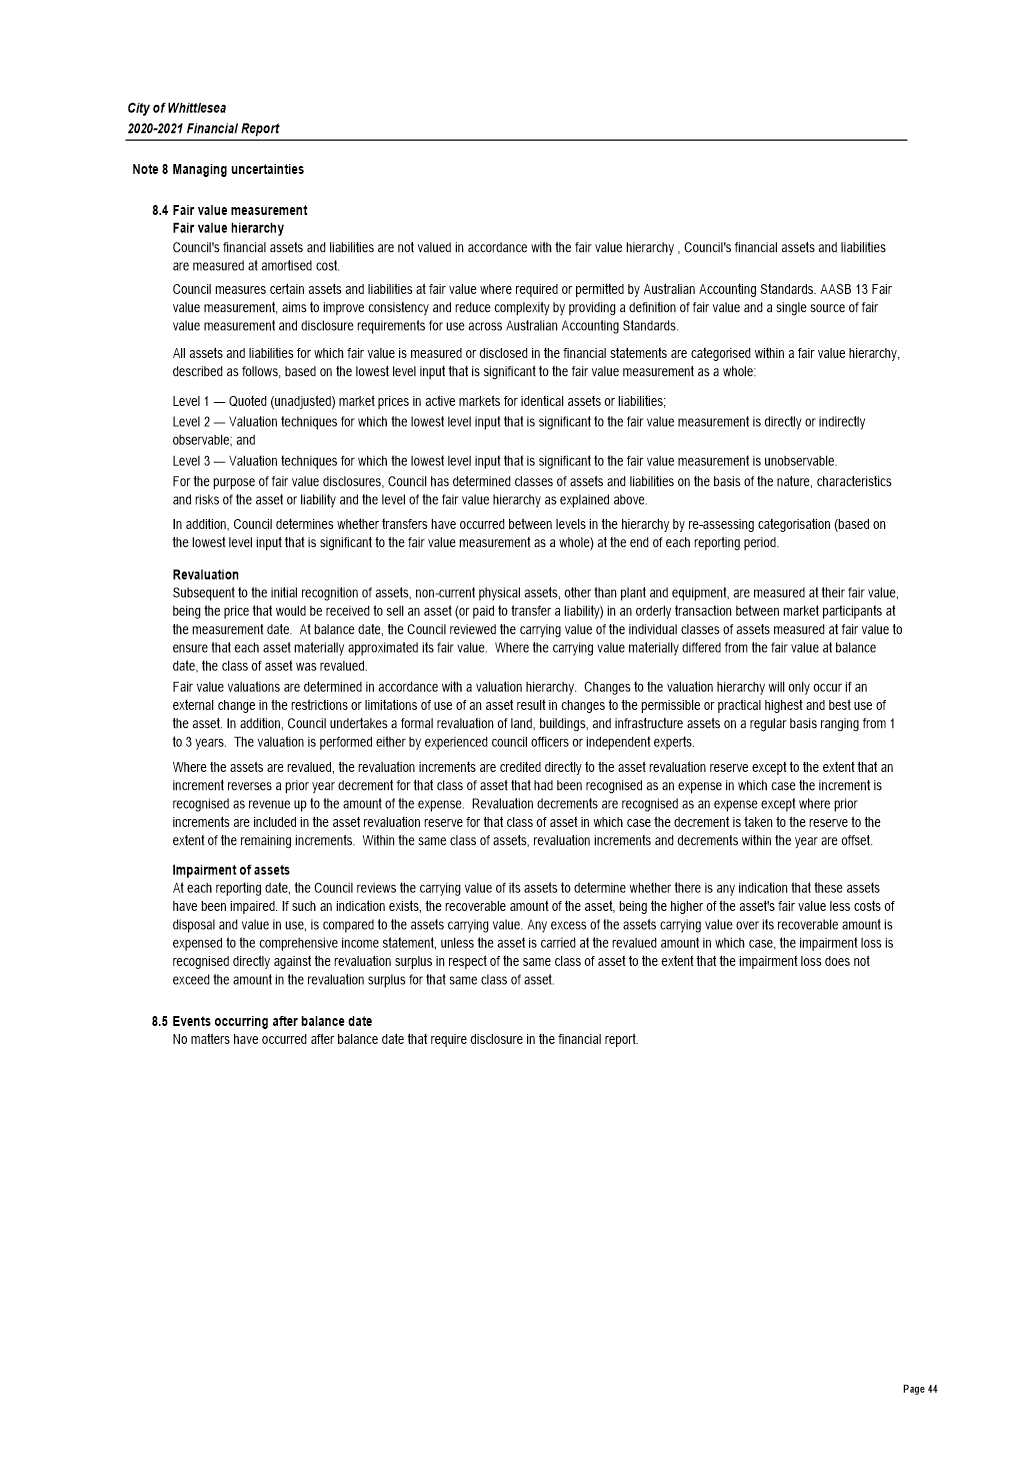 City of Whittlesea
2020-2021 Financial Report
Note 8 Managing uncertainties
8.4 Fair value measurement
Fair value hierarchy
Council's financial assets and liabilities are not valued in accordance with the fair value hierarchy , Council's financial assets and liabilities
are measured at amortised cost.
Council measures certain assets and liabilities at fair value where required or permitted by Australian Accounting Standards. AASB 13 Fair
value measurement, aims to improve consistency and reduce complexity by providing a definition of fair value and a single source of fair
value measurement and disclosure requirements for use across Australian Accounting Standards.
All assets and liabilities for which fair value is measured or disclosed in the financial statements are categorised within a fair value hierarchy,
described as follows, based on the lowest level input that is significant to the fair value measurement as a whole:
Level 1 — Quoted (unadjusted) market prices in active markets for identical assets or liabilities;
Level 2 — Valuation techniques for which the lowest level input that is significant to the fair value measurement is directly or indirectly
observable; and
Level 3 — Valuation techniques for which the lowest level input that is significant to the fair value measurement is unobservable.
For the purpose of fair value disclosures, Council has determined classes of assets and liabilities on the basis of the nature, characteristics
and risks of the asset or liability and the level of the fair value hierarchy as explained above.
In addition, Council determines whether transfers have occurred between levels in the hierarchy by re-assessing categorisation (based on
the lowest level input that is significant to the fair value measurement as a whole) at the end of each reporting period.
Revaluation
Subsequent to the initial recognition of assets, non-current physical assets, other than plant and equipment, are measured at their fair value,
being the price that would be received to sell an asset (or paid to transfer a liability) in an orderly transaction between market participants at
the measurement date.  At balance date, the Council reviewed the carrying value of the individual classes of assets measured at fair value to
ensure that each asset materially approximated its fair value.  Where the carrying value materially differed from the fair value at balance
date, the class of asset was revalued.
Fair value valuations are determined in accordance with a valuation hierarchy.  Changes to the valuation hierarchy will only occur if an
external change in the restrictions or limitations of use of an asset result in changes to the permissible or practical highest and best use of
the asset. In addition, Council undertakes a formal revaluation of land, buildings, and infrastructure assets on a regular basis ranging from 1
to 3 years.  The valuation is performed either by experienced council officers or independent experts.
Where the assets are revalued, the revaluation increments are credited directly to the asset revaluation reserve except to the extent that an
increment reverses a prior year decrement for that class of asset that had been recognised as an expense in which case the increment is
recognised as revenue up to the amount of the expense.  Revaluation decrements are recognised as an expense except where prior
increments are included in the asset revaluation reserve for that class of asset in which case the decrement is taken to the reserve to the
extent of the remaining increments.  Within the same class of assets, revaluation increments and decrements within the year are offset.
Impairment of assets
At each reporting date, the Council reviews the carrying value of its assets to determine whether there is any indication that these assets
have been impaired. If such an indication exists, the recoverable amount of the asset, being the higher of the asset's fair value less costs of
disposal and value in use, is compared to the assets carrying value. Any excess of the assets carrying value over its recoverable amount is
expensed to the comprehensive income statement, unless the asset is carried at the revalued amount in which case, the impairment loss is
recognised directly against the revaluation surplus in respect of the same class of asset to the extent that the impairment loss does not
exceed the amount in the revaluation surplus for that same class of asset.
8.5 Events occurring after balance date
No matters have occurred after balance date that require disclosure in the financial report.
Page 44